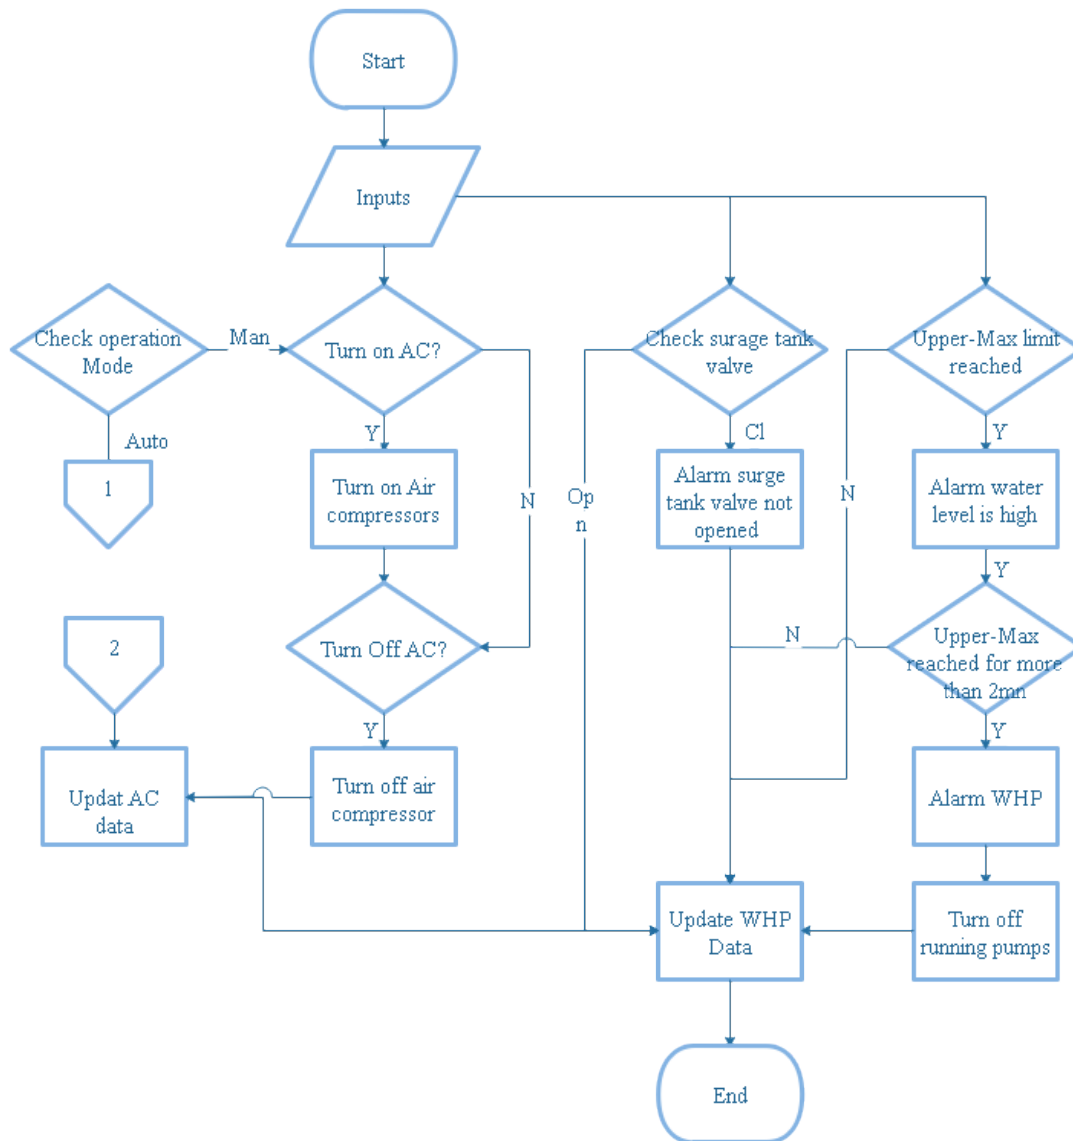 Start
Inputs
Check operation
Mode
Man
Turn on AC?
Check surage tank
valve
Upper-Max limit
reached
Auto
Y
Cl
Y
1
Turn on Air
compressors
N
Op
n
Alarm surge
tank valve not
opened
N
Alarm water
level is high
Y
2
Turn Off AC?
N
Upper-Max
reached for more
than 2mn
Y
Y
Updat AC
data
Turn off air
compressor
Alarm WHP
Update WHP
Data
Turn off
running pumps
End